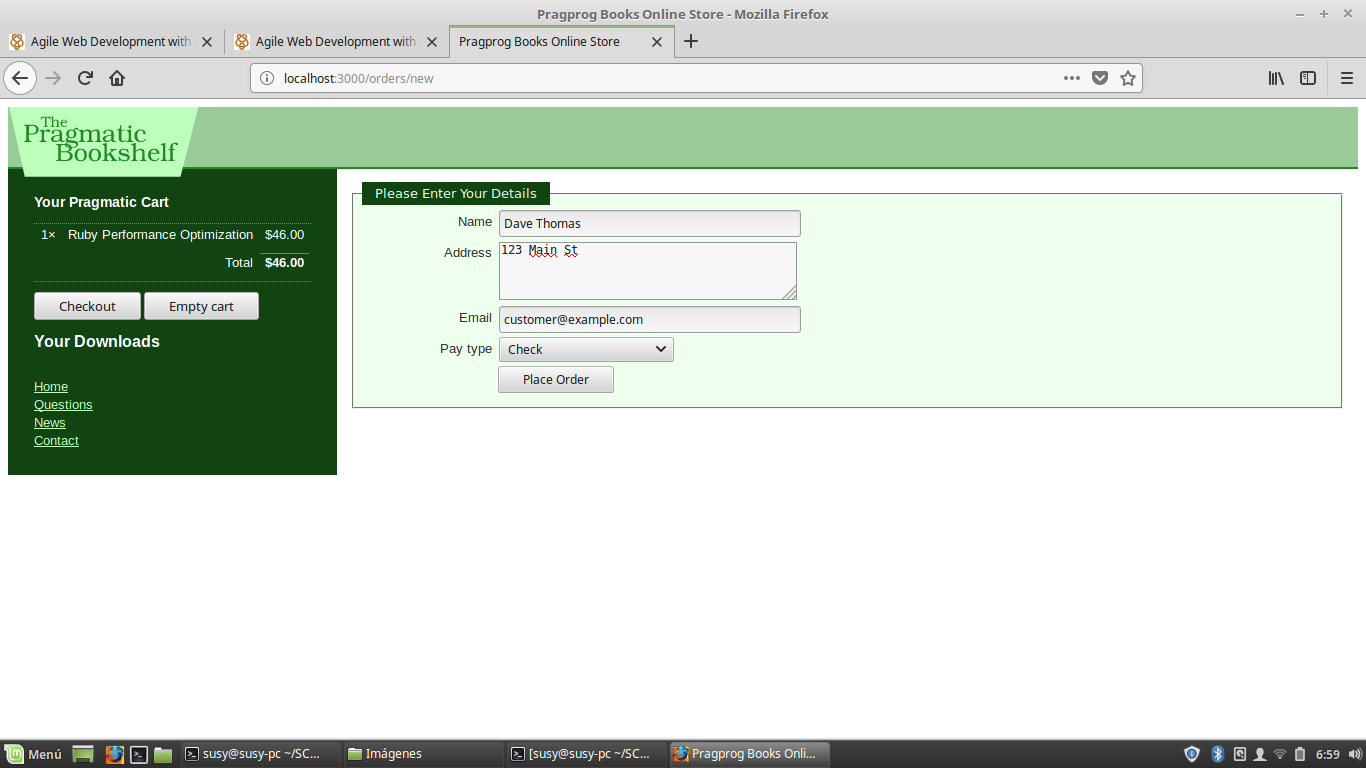 Pragprog Books Online Store - Mozilla Firefox
Agile Web Development with
Agile Web Development with
Pragprog Books Online Store
localhost:3000/orders/new
The
Pragmatic
Bookshelf
Your Pragmatic Cart
1× Ruby Performance Optimization $46.00
Total $46.00
Checkout Empty cart
Your Downloads
Home
Questions
News
Contact
Please Enter Your Details
Name Dave Thomas
Address 123 Main St
Email customer@example.com
Pay type Check
Place Order
Menú susy@susy-pc ~/SC... Imágenes [susy@susy-pc ~/SC... Pragprog Books Onli... 6:59